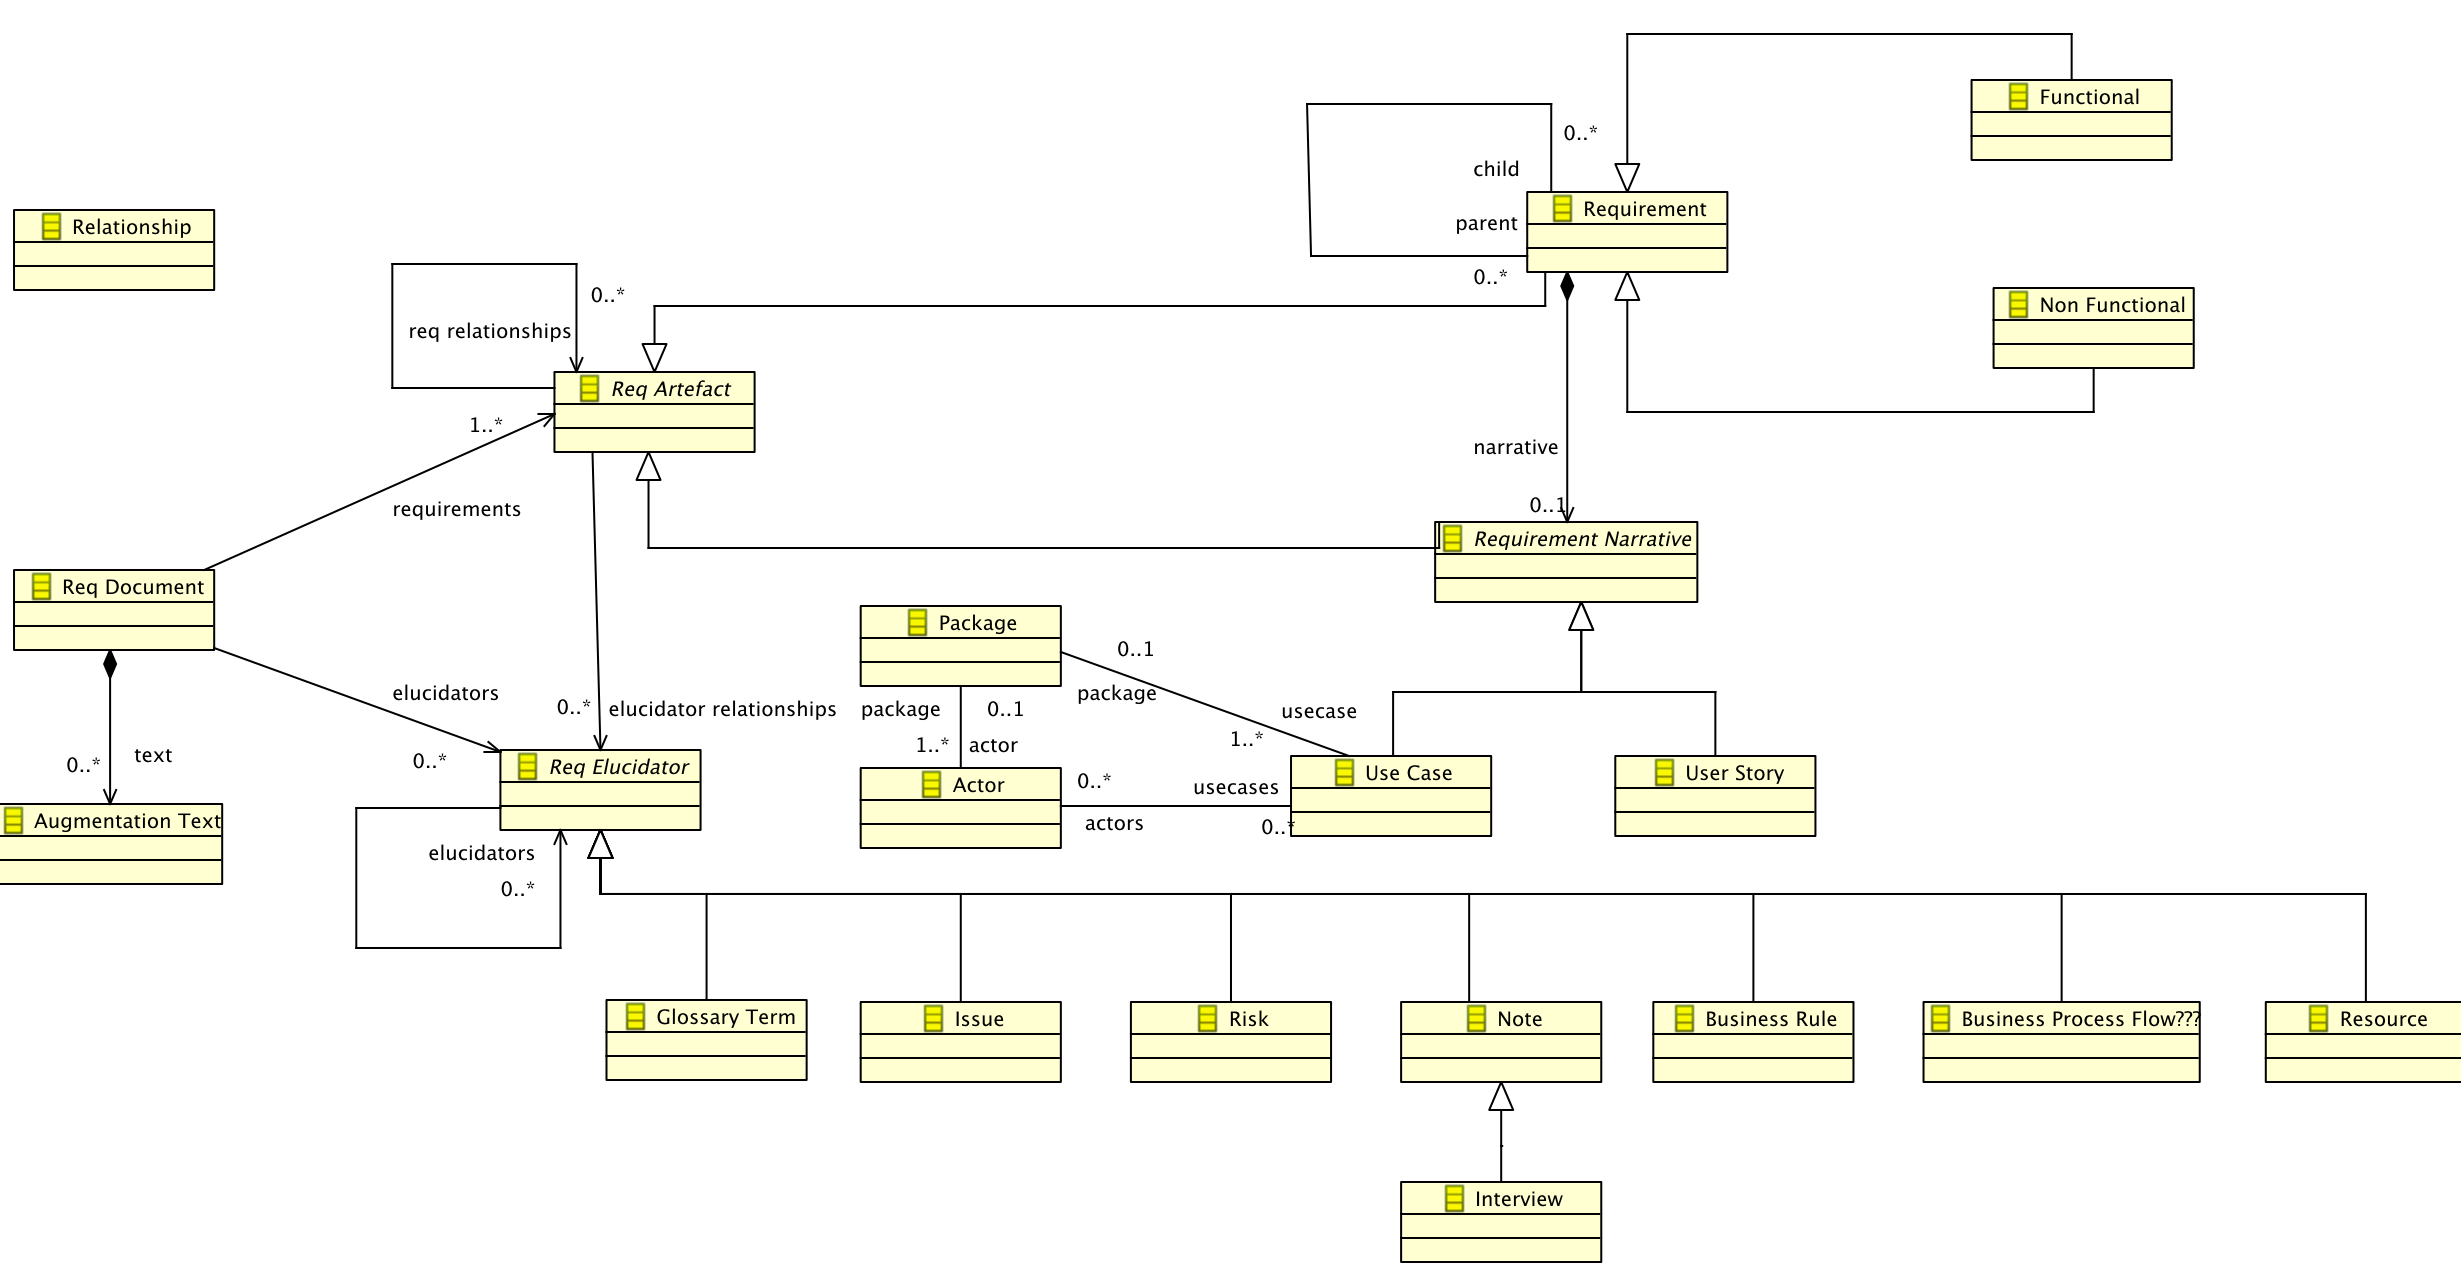 Functional
0..*
child
Requirement
parent
Relationship
0..*
0..*
Non Functional
req relationships
Req Artefact
1..*
narrative
requirements
0..1
Requirement Narrative
Req Document
Package
0..1
elucidators
package
0..*
elucidator relationships
package
0..1
usecase
1..*
actor
1..*
text
0..*
0..*
Req Elucidator
Actor
0..*
usecases
Use Case
User Story
Augmentation Text
actors
0..*
elucidators
0..*
Glossary Term
Issue
Risk
Note
Business Rule
Business Process Flow???
Resource
Interview